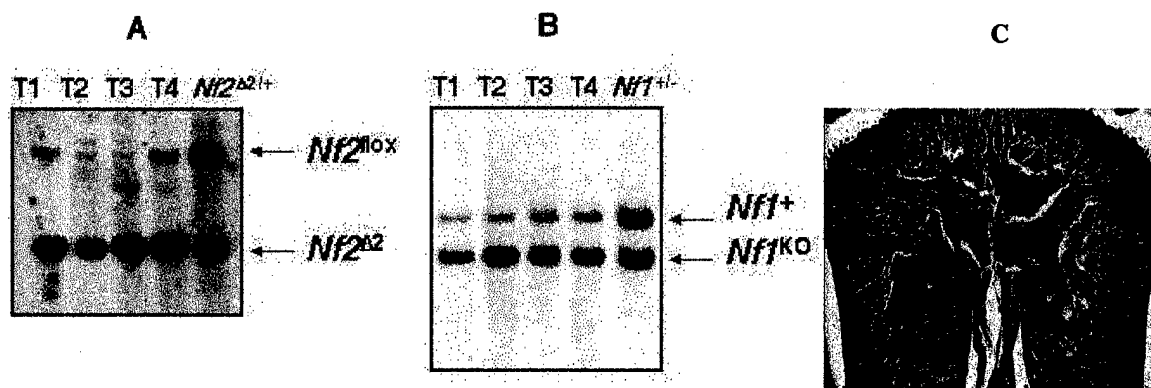 A
T1 T2 T3 T4 Nf2Δ2/+
Nf2flox
Nf2Δ2
B
T1 T2 T3 T4 Nf1+/-
Nf1+
Nf1KO
C